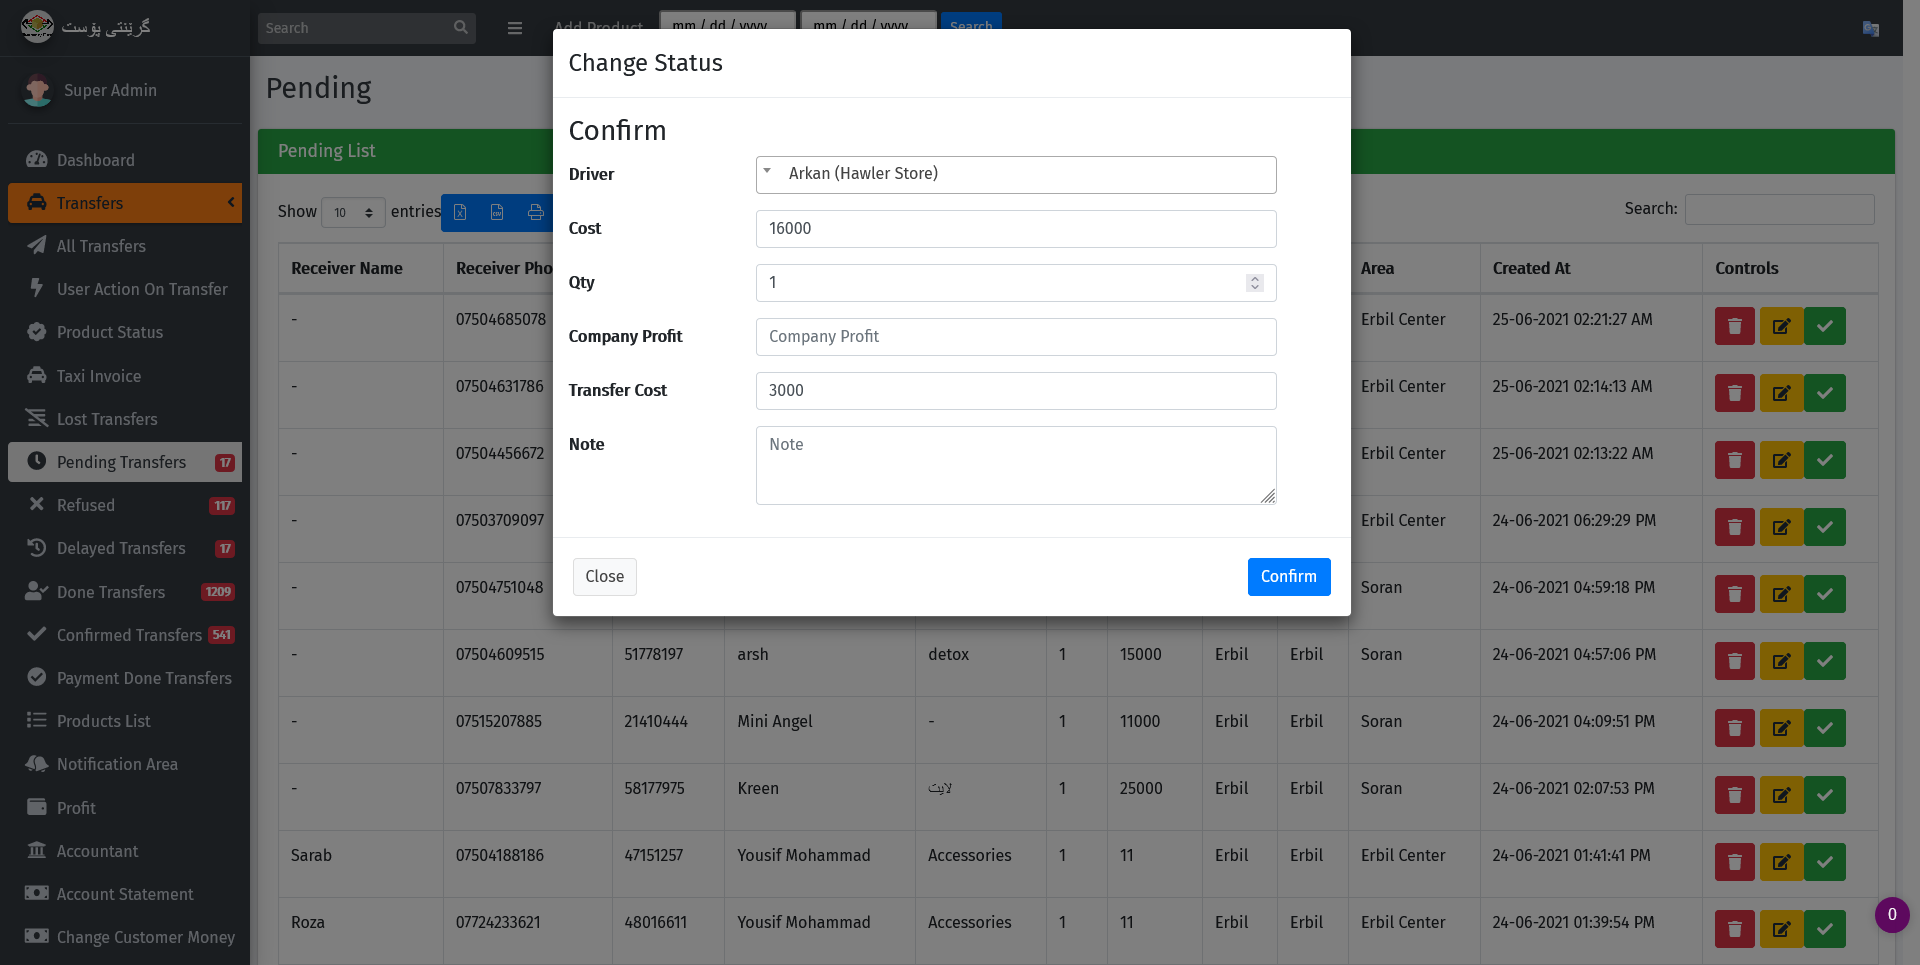 گرێنتی پۆست
Search
Add Product
mm / dd / yyyy
mm / dd / yyyy
Search
Super Admin
Dashboard
Transfers
All Transfers
User Action On Transfer
Product Status
Taxi Invoice
Lost Transfers
Pending Transfers 17
Refused 117
Delayed Transfers 17
Done Transfers 1209
Confirmed Transfers 541
Payment Done Transfers
Products List
Notification Area
Profit
Accountant
Account Statement
Change Customer Money
Pending
Pending List
Show 10 entries
Search:
Change Status
Confirm
Driver Arkan (Hawler Store)
Cost 16000
Qty 1
Company Profit Company Profit
Transfer Cost 3000
Note Note
Close Confirm
Receiver Name Receiver Pho Area Created At Controls
- 07504685078 Erbil Center 25-06-2021 02:21:27 AM
- 07504631786 Erbil Center 25-06-2021 02:14:13 AM
- 07504456672 Erbil Center 25-06-2021 02:13:22 AM
- 07503709097 Erbil Center 24-06-2021 06:29:29 PM
- 07504751048 Soran 24-06-2021 04:59:18 PM
- 07504609515 51778197 arsh detox 1 15000 Erbil Erbil Soran 24-06-2021 04:57:06 PM
- 07515207885 21410444 Mini Angel - 1 11000 Erbil Erbil Soran 24-06-2021 04:09:51 PM
- 07507833797 58177975 Kreen لایت 1 25000 Erbil Erbil Soran 24-06-2021 02:07:53 PM
Sarab 07504188186 47151257 Yousif Mohammad Accessories 1 11 Erbil Erbil Erbil Center 24-06-2021 01:41:41 PM
Roza 07724233621 48016611 Yousif Mohammad Accessories 1 11 Erbil Erbil Erbil Center 24-06-2021 01:39:54 PM
0